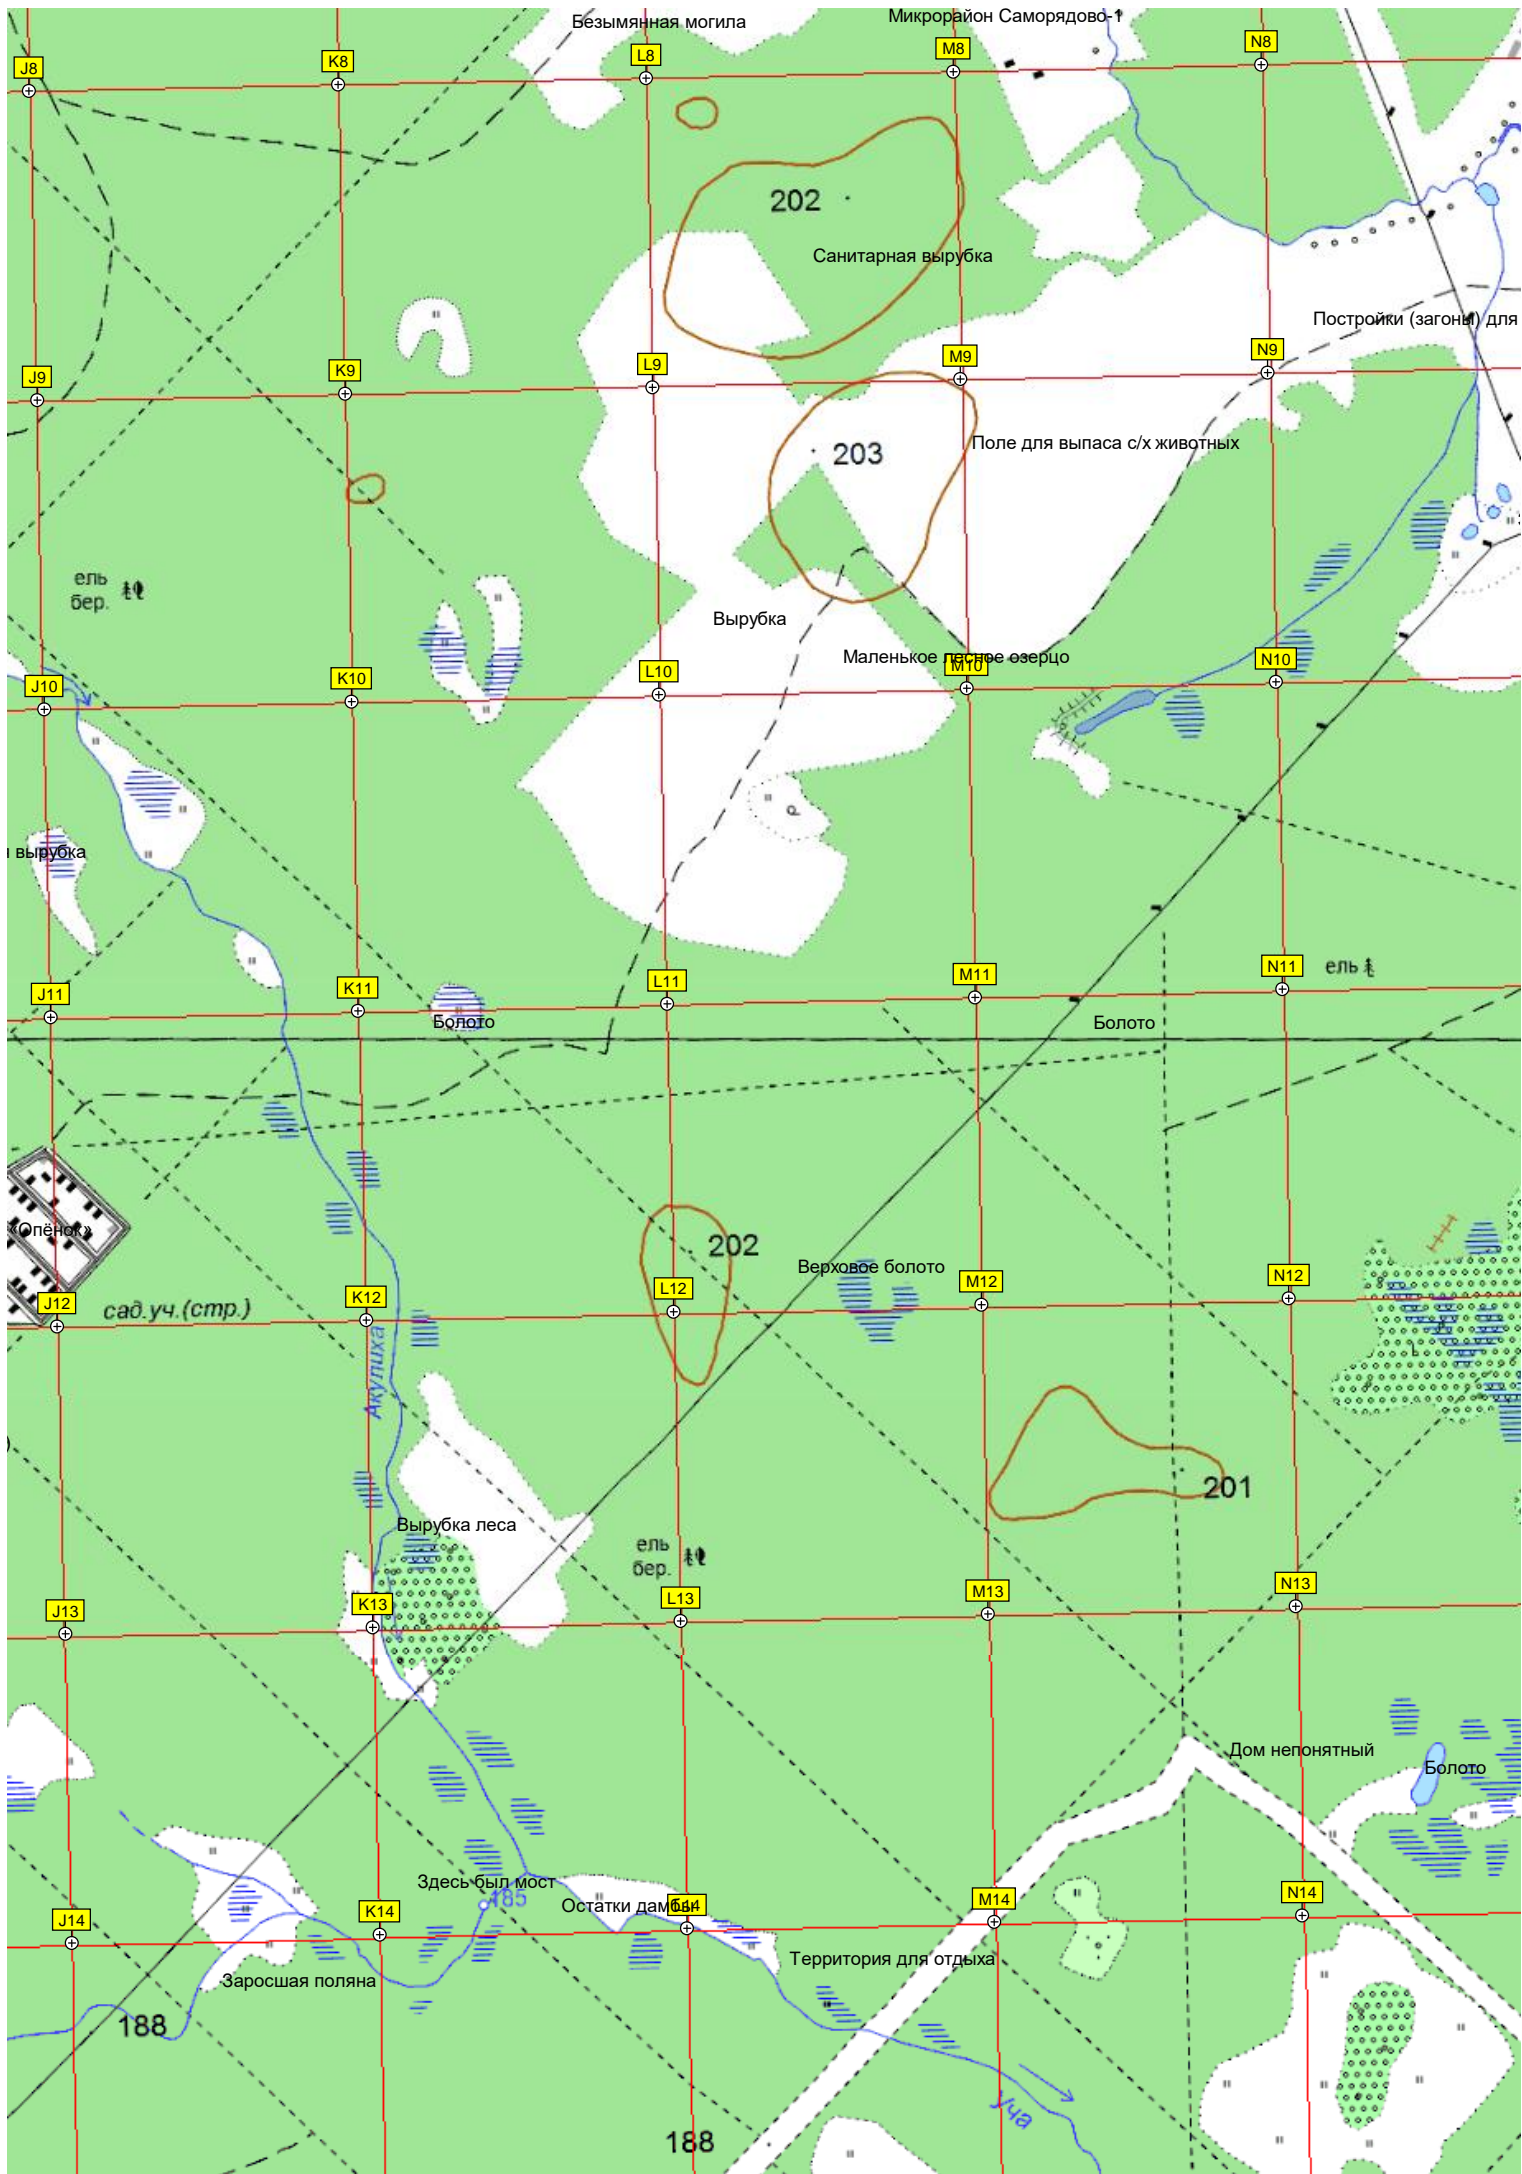 Безымянная могила
Микрорайон Саморядово-1
J8
K8
L8
M8
N8
202
Санитарная вырубка
Постройки (загоны) для
J9
K9
L9
M9
N9
203
Поле для выпаса с/х животных
ель
бер.
Вырубка
Маленькое лесное озерцо
J10
K10
L10
M10
N10
вырубка
J11
K11
L11
M11
N11
ель
Болото
Болото
«Опёнок»
202
Верховое болото
J12
K12
L12
M12
N12
сад.уч.(стр.)
Акулиха
201
Вырубка леса
ель
бер.
J13
K13
L13
M13
N13
Дом непонятный
Болото
Здесь был мост
185
Остатки дамбы
J14
K14
L14
M14
N14
Территория для отдыха
Заросшая поляна
188
Уча
188